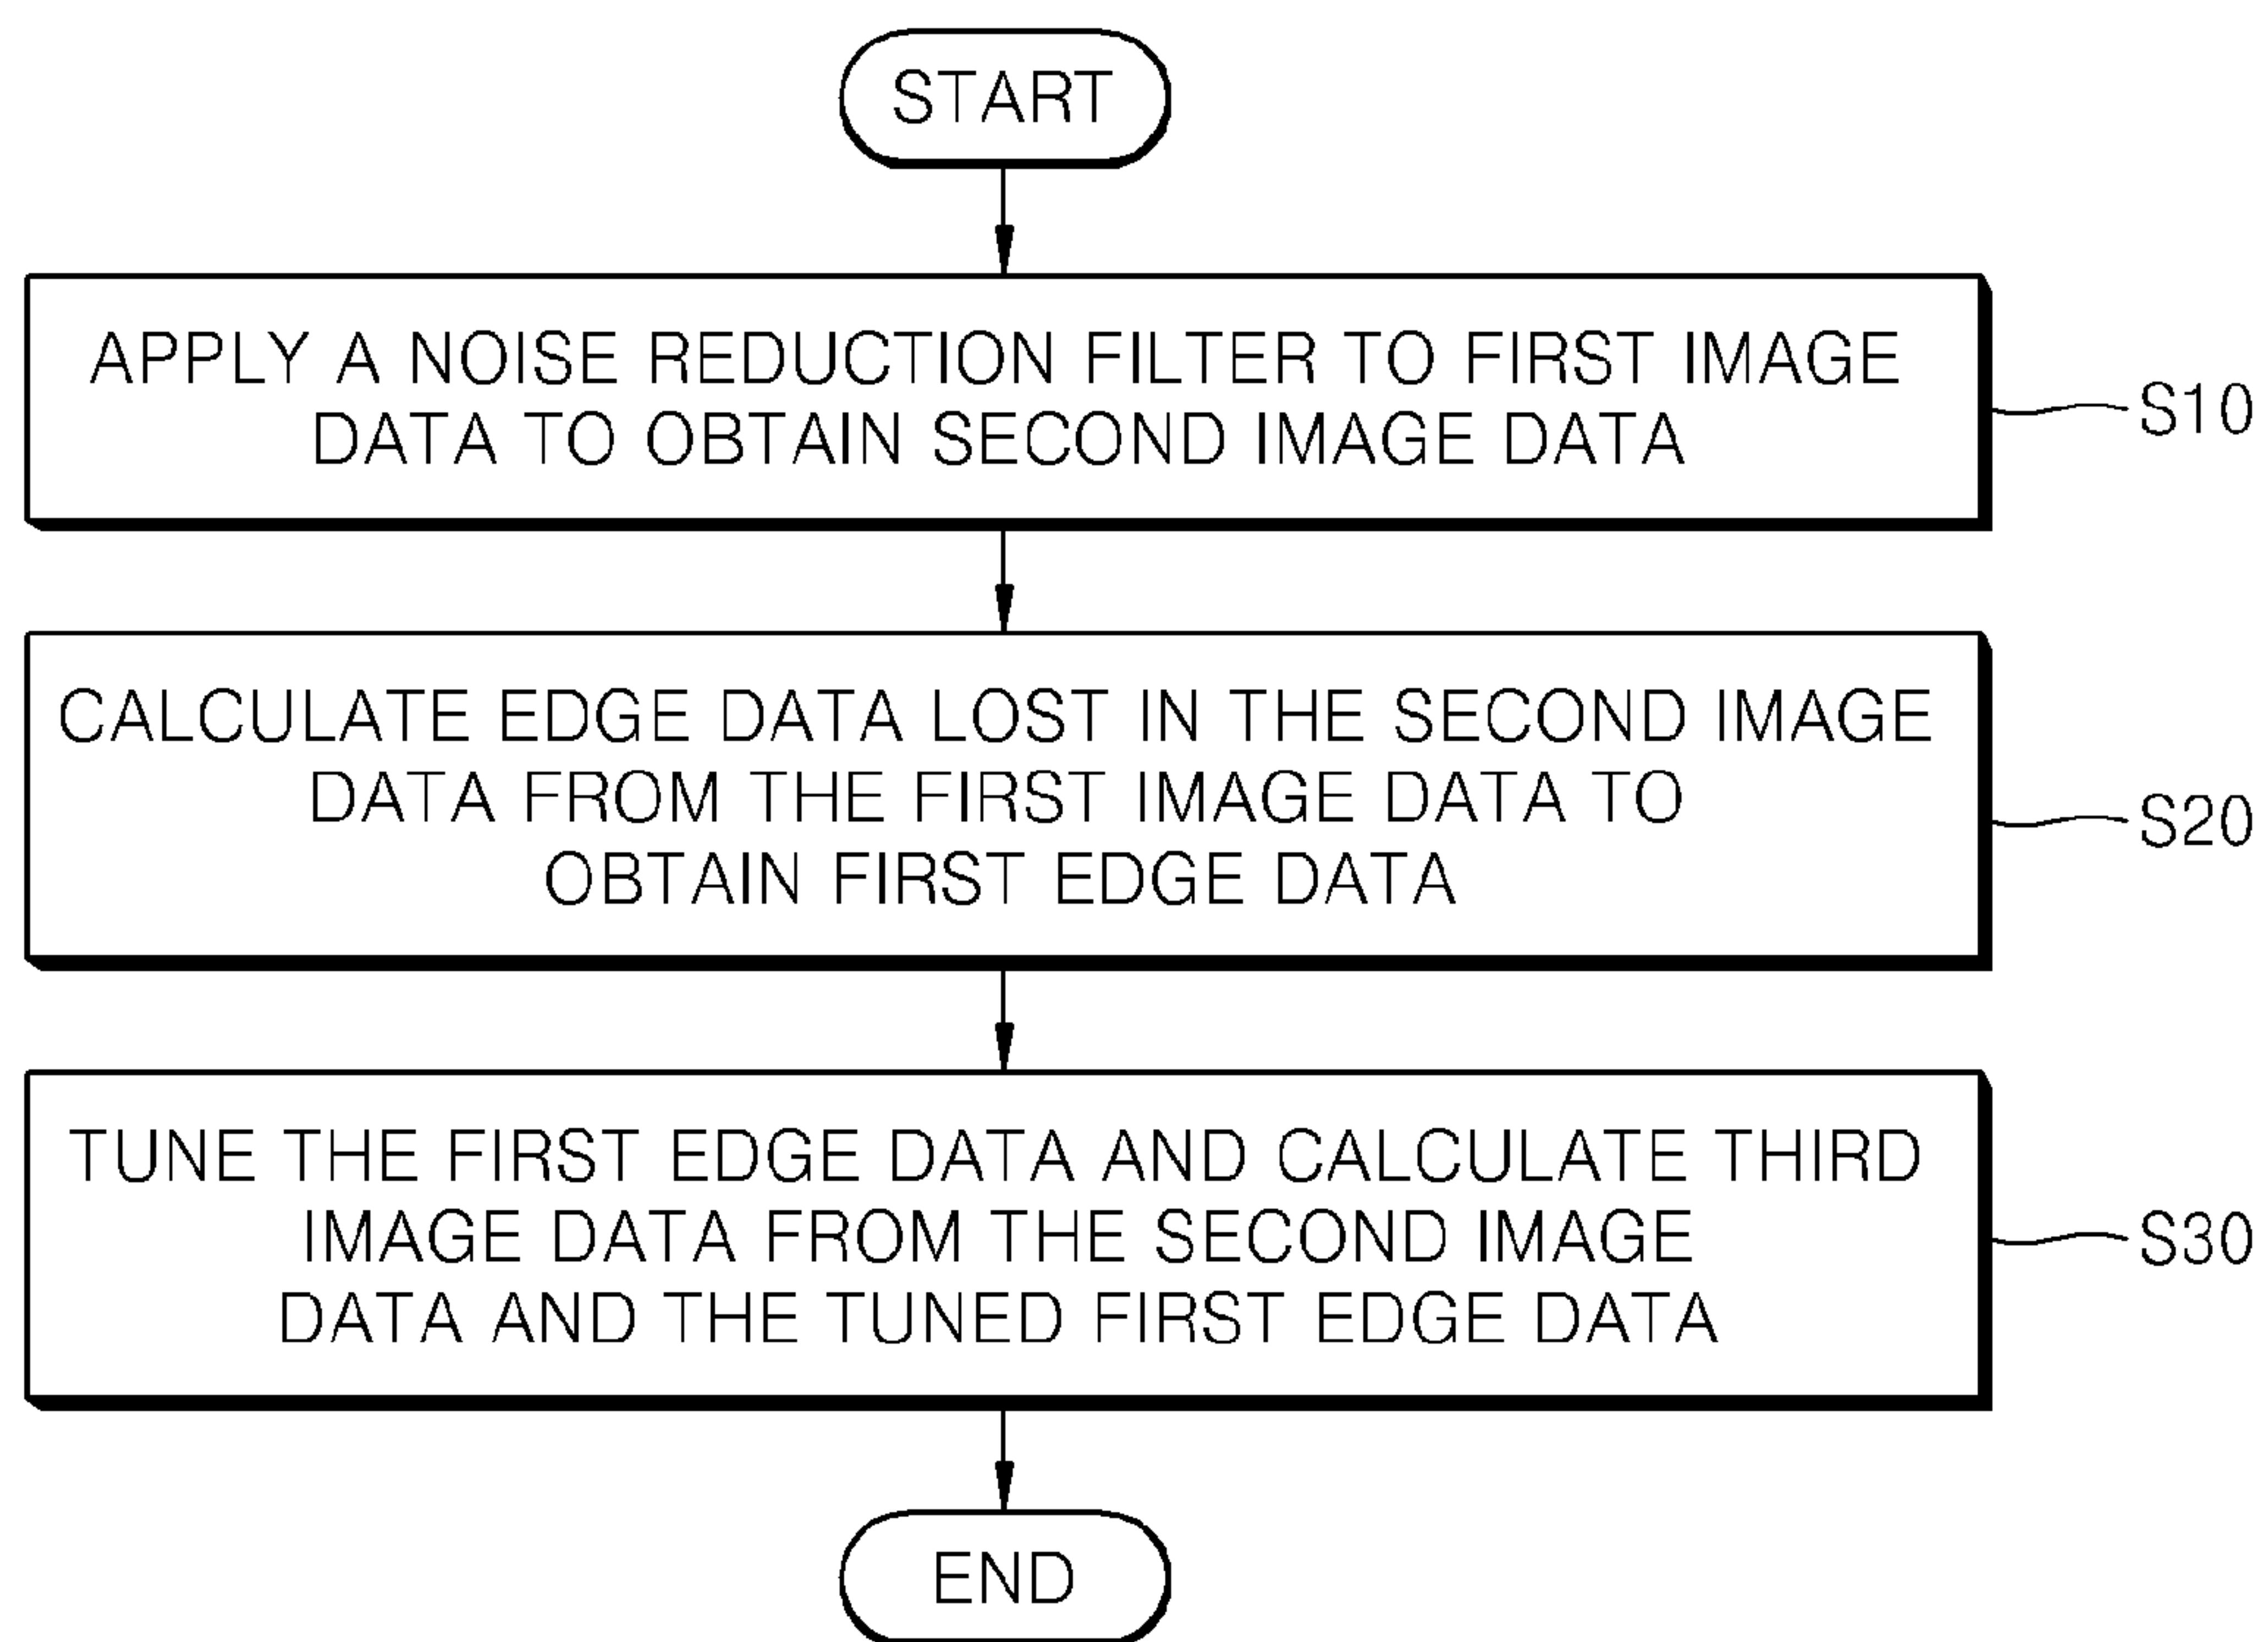 START
APPLY A NOISE REDUCTION FILTER TO FIRST IMAGE
DATA TO OBTAIN SECOND IMAGE DATA
S10
CALCULATE EDGE DATA LOST IN THE SECOND IMAGE
DATA FROM THE FIRST IMAGE DATA TO
OBTAIN FIRST EDGE DATA
S20
TUNE THE FIRST EDGE DATA AND CALCULATE THIRD
IMAGE DATA FROM THE SECOND IMAGE
DATA AND THE TUNED FIRST EDGE DATA
S30
END